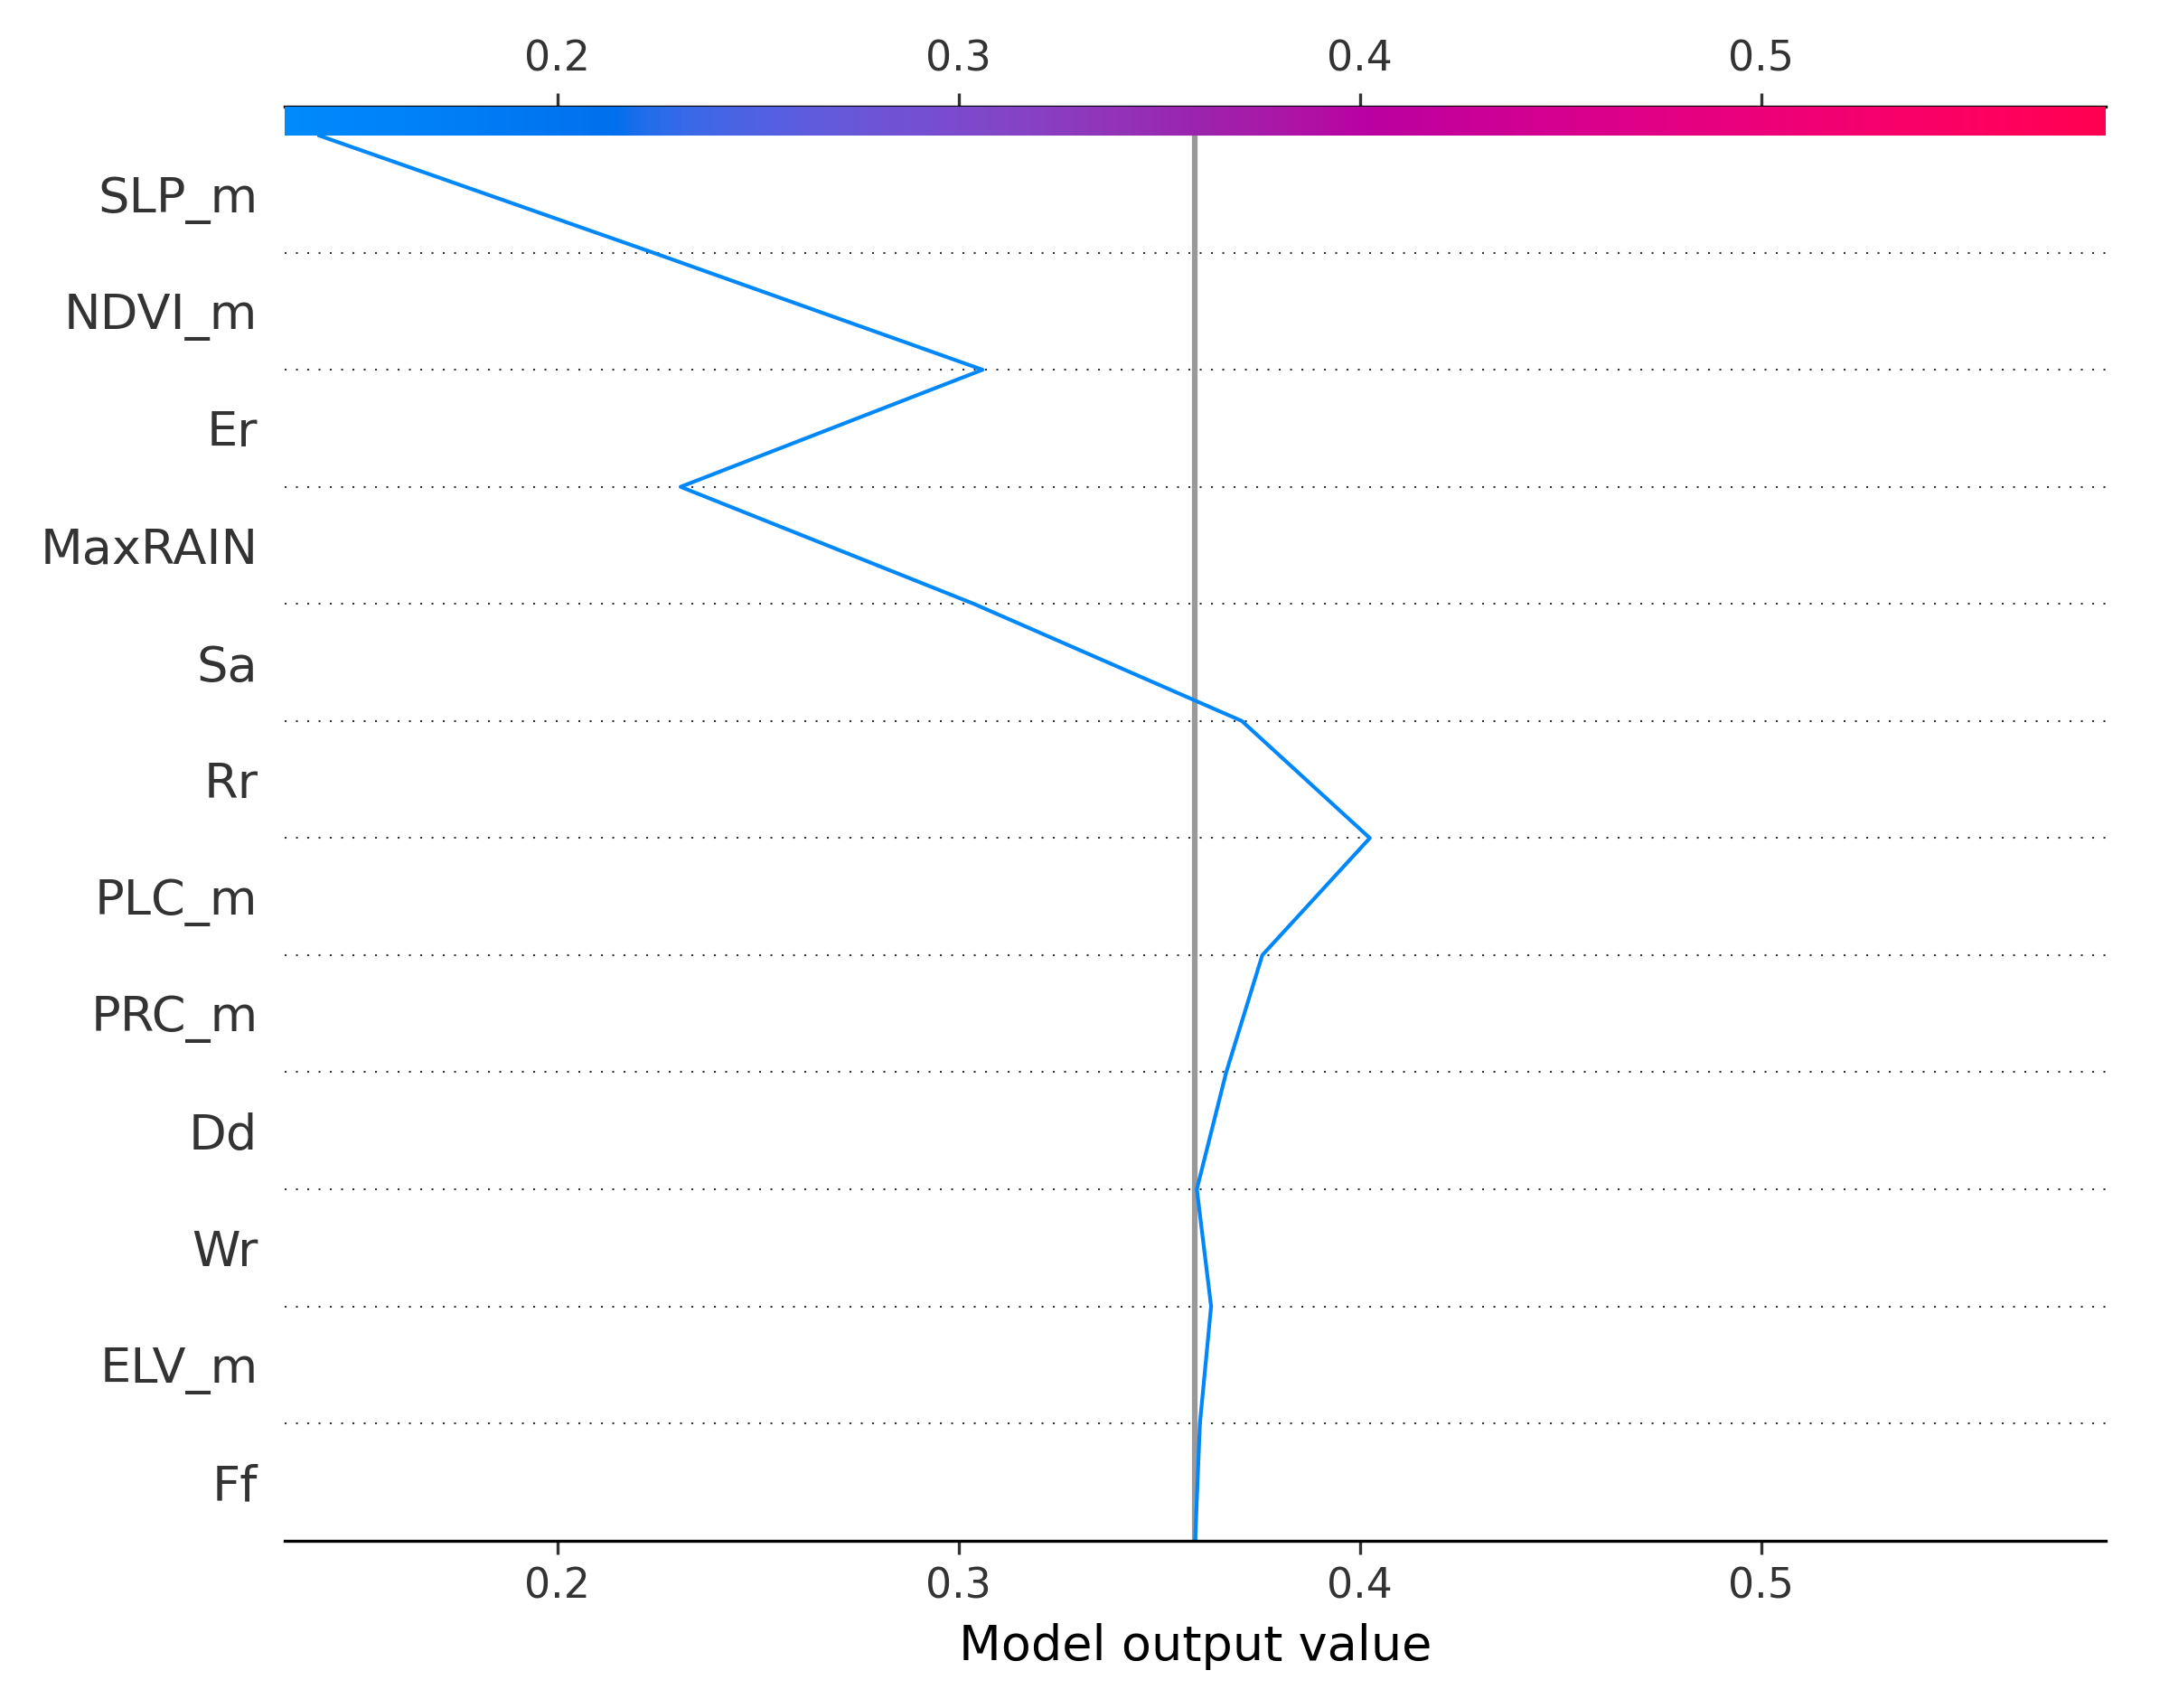 0.2 0.3 0.4 0.5
SLP_m
NDVI_m
Er
MaxRAIN
Sa
Rr
PLC_m
PRC_m
Dd
Wr
ELV_m
Ff
0.2 0.3 0.4 0.5
Model output value